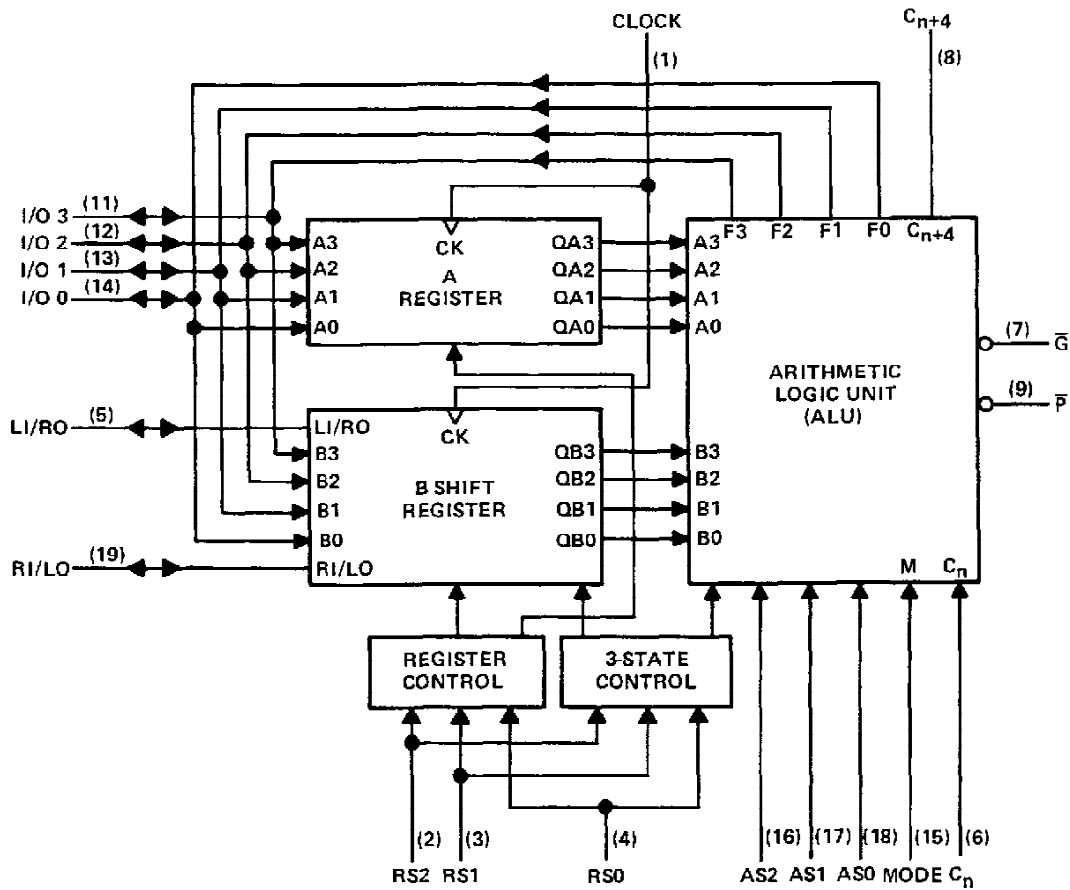 CLOCK
(1)
Cn+4
(8)
I/O 3 (11)
I/O 2 (12)
I/O 1 (13)
I/O 0 (14)
CK
A
REGISTER
A3
A2
A1
A0
QA3
QA2
QA1
QA0
F3 F2 F1 F0 Cn+4
A3
A2
A1
A0
ARITHMETIC
LOGIC UNIT
(ALU)
(7) G̅
(9) P̅
LI/RO (5)
LI/RO
CK
B3
B2
B1
B0
B SHIFT
REGISTER
QB3
QB2
QB1
QB0
B3
B2
B1
B0
RI/LO (19)
RI/LO
M Cn
REGISTER
CONTROL
3-STATE
CONTROL
(2) (3) (4) (16) (17) (18) (15) (6)
RS2 RS1 RS0 AS2 AS1 AS0 MODE Cn